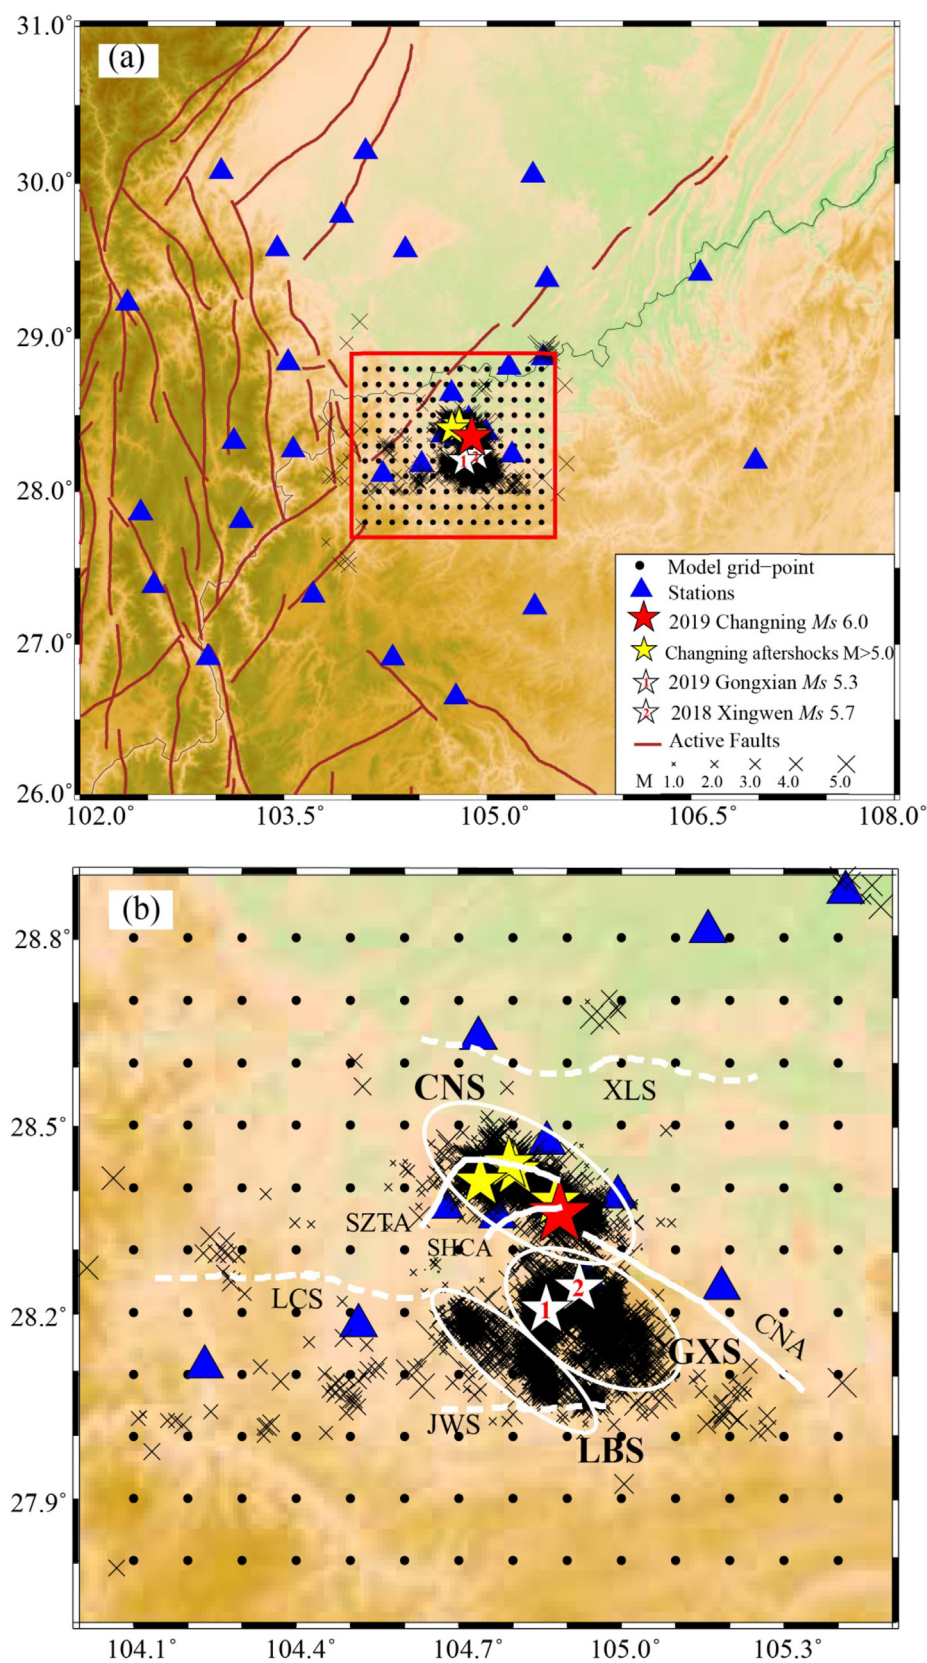 31.0°
(a)
30.0°
29.0°
28.0°
27.0°
26.0°
1
2
Model grid−point
Stations
2019 Changning Ms 6.0
Changning aftershocks M>5.0
1 2019 Gongxian Ms 5.3
2 2018 Xingwen Ms 5.7
Active Faults
M 1.0 2.0 3.0 4.0 5.0
102.0° 103.5° 105.0° 106.5° 108.0°
(b)
28.8°
XLS
CNS
28.5°
SZTA
SHCA
2
LCS
1
28.2°
CNA
GXS
JWS
LBS
27.9°
104.1° 104.4° 104.7° 105.0° 105.3°